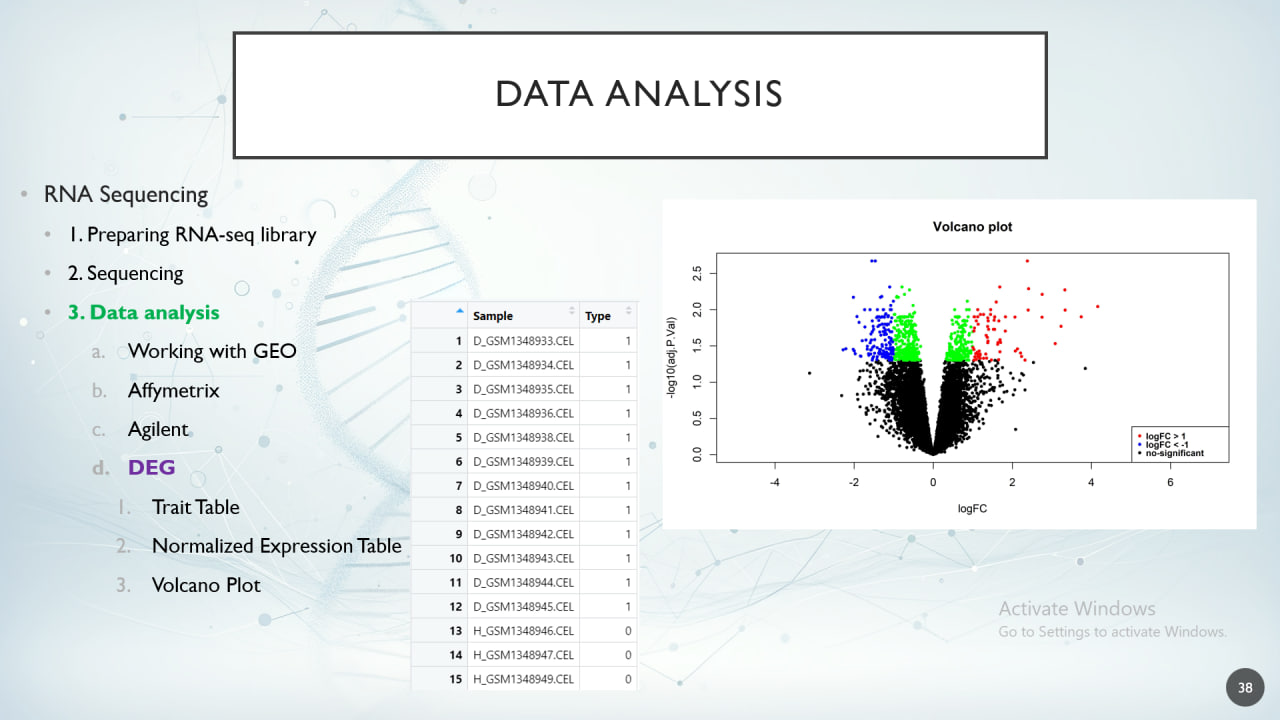 DATA ANALYSIS
• RNA Sequencing
• 1. Preparing RNA-seq library
• 2. Sequencing
• 3. Data analysis
a. Working with GEO
b. Affymetrix
c. Agilent
d. DEG
1. Trait Table
2. Normalized Expression Table
3. Volcano Plot
Sample Type
1 D_GSM1348933.CEL 1
2 D_GSM1348934.CEL 1
3 D_GSM1348935.CEL 1
4 D_GSM1348936.CEL 1
5 D_GSM1348938.CEL 1
6 D_GSM1348939.CEL 1
7 D_GSM1348940.CEL 1
8 D_GSM1348941.CEL 1
9 D_GSM1348942.CEL 1
10 D_GSM1348943.CEL 1
11 D_GSM1348944.CEL 1
12 D_GSM1348945.CEL 1
13 H_GSM1348946.CEL 0
14 H_GSM1348947.CEL 0
15 H_GSM1348949.CEL 0
Volcano plot
-log10(adj.P.Val)
2.5
2.0
1.5
1.0
0.5
0.0
logFC > 1
logFC < -1
no-significant
-4 -2 0 2 4 6
logFC
Activate Windows
Go to Settings to activate Windows.
38